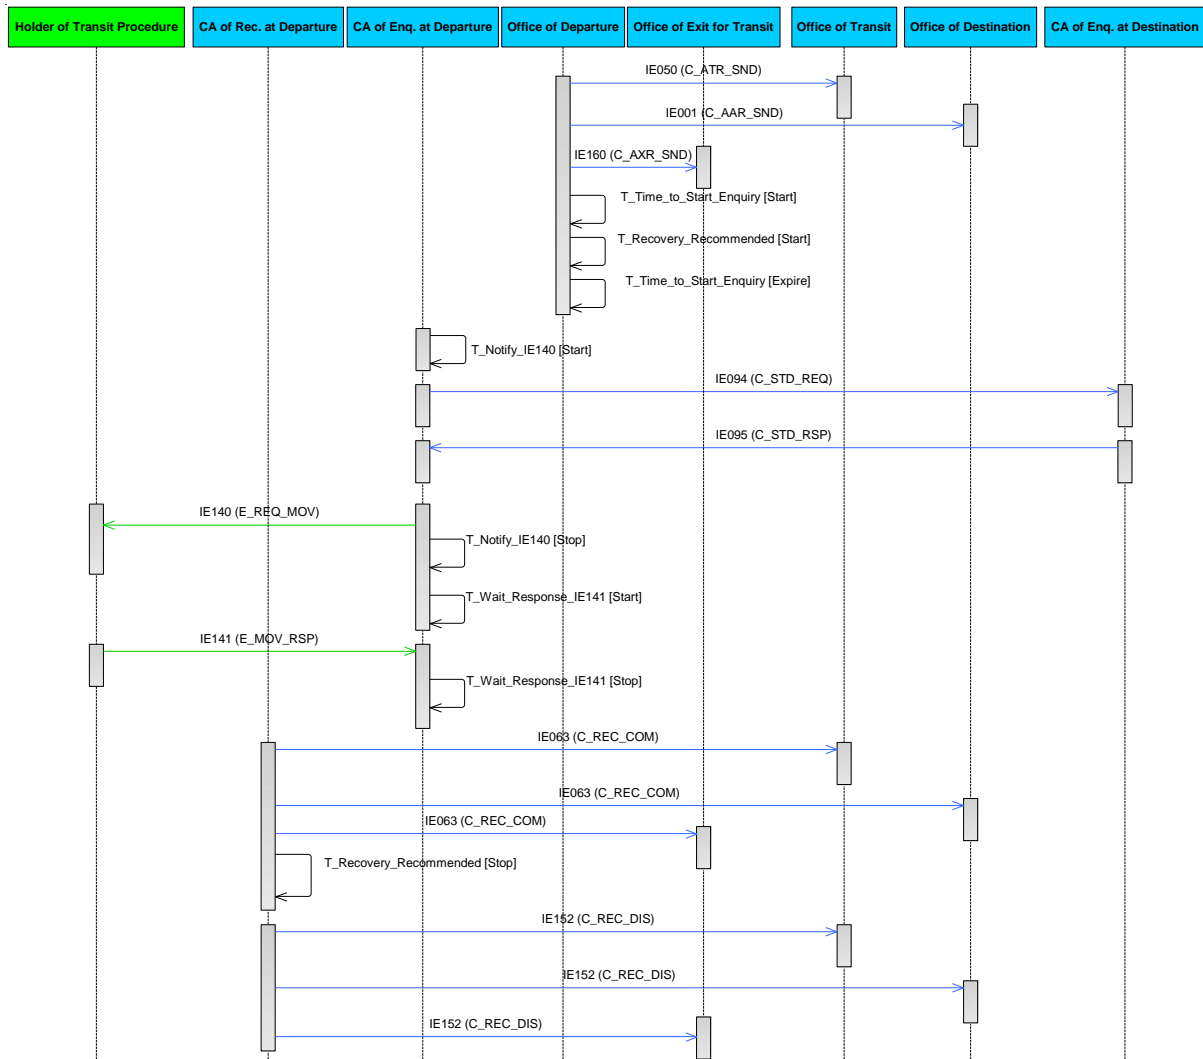 Holder of Transit Procedure
CA of Rec. at Departure
CA of Enq. at Departure
Office of Departure
Office of Exit for Transit
Office of Transit
Office of Destination
CA of Enq. at Destination
IE050 (C_ATR_SND)
IE001 (C_AAR_SND)
IE160 (C_AXR_SND)
T_Time_to_Start_Enquiry [Start]
T_Recovery_Recommended [Start]
T_Time_to_Start_Enquiry [Expire]
T_Notify_IE140 [Start]
IE094 (C_STD_REQ)
IE095 (C_STD_RSP)
IE140 (E_REQ_MOV)
T_Notify_IE140 [Stop]
T_Wait_Response_IE141 [Start]
IE141 (E_MOV_RSP)
T_Wait_Response_IE141 [Stop]
IE063 (C_REC_COM)
IE063 (C_REC_COM)
IE063 (C_REC_COM)
T_Recovery_Recommended [Stop]
IE152 (C_REC_DIS)
IE152 (C_REC_DIS)
IE152 (C_REC_DIS)